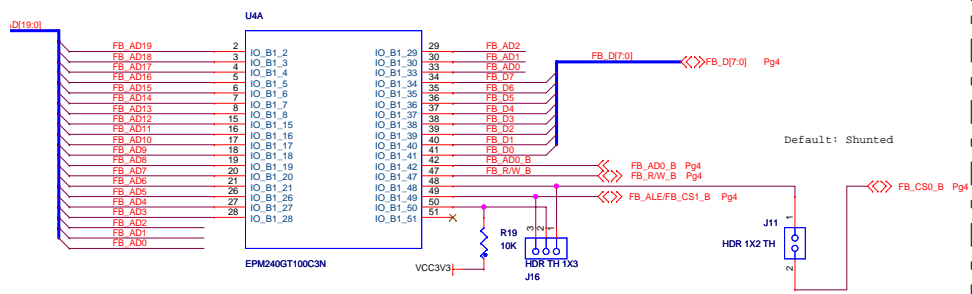 U4A
D[19:0]
FB_AD19 2 IO_B1_2 IO_B1_29 29 FB_AD2
FB_AD18 3 IO_B1_3 IO_B1_30 30 FB_AD1
FB_AD17 4 IO_B1_4 IO_B1_33 33 FB_AD0
FB_AD16 5 IO_B1_5 IO_B1_34 34 FB_D7
FB_AD15 6 IO_B1_6 IO_B1_35 35 FB_D6
FB_AD14 7 IO_B1_7 IO_B1_36 36 FB_D5
FB_AD13 8 IO_B1_8 IO_B1_37 37 FB_D4
FB_AD12 15 IO_B1_15 IO_B1_38 38 FB_D3
FB_AD11 16 IO_B1_16 IO_B1_39 39 FB_D2
FB_AD10 17 IO_B1_17 IO_B1_40 40 FB_D1
FB_AD9 18 IO_B1_18 IO_B1_41 41 FB_D0
FB_AD8 19 IO_B1_19 IO_B1_42 42 FB_AD0_B
FB_AD7 20 IO_B1_20 IO_B1_47 47 FB_R/W_B
FB_AD6 21 IO_B1_21 IO_B1_48 48
FB_AD5 26 IO_B1_26 IO_B1_49 49
FB_AD4 27 IO_B1_27 IO_B1_50 50
FB_AD3 28 IO_B1_28 IO_B1_51 51
FB_AD2
FB_AD1
FB_AD0
EPM240GT100C3N
FB_D[7:0] FB_D[7:0] Pg4
Default: Shunted
FB_AD0_B Pg4
FB_R/W_B Pg4
FB_ALE/FB_CS1_B Pg4
FB_CS0_B Pg4
R19
10K
VCC3V3
3 2 1
HDR TH 1X3
J16
J11
1
HDR 1X2 TH
2